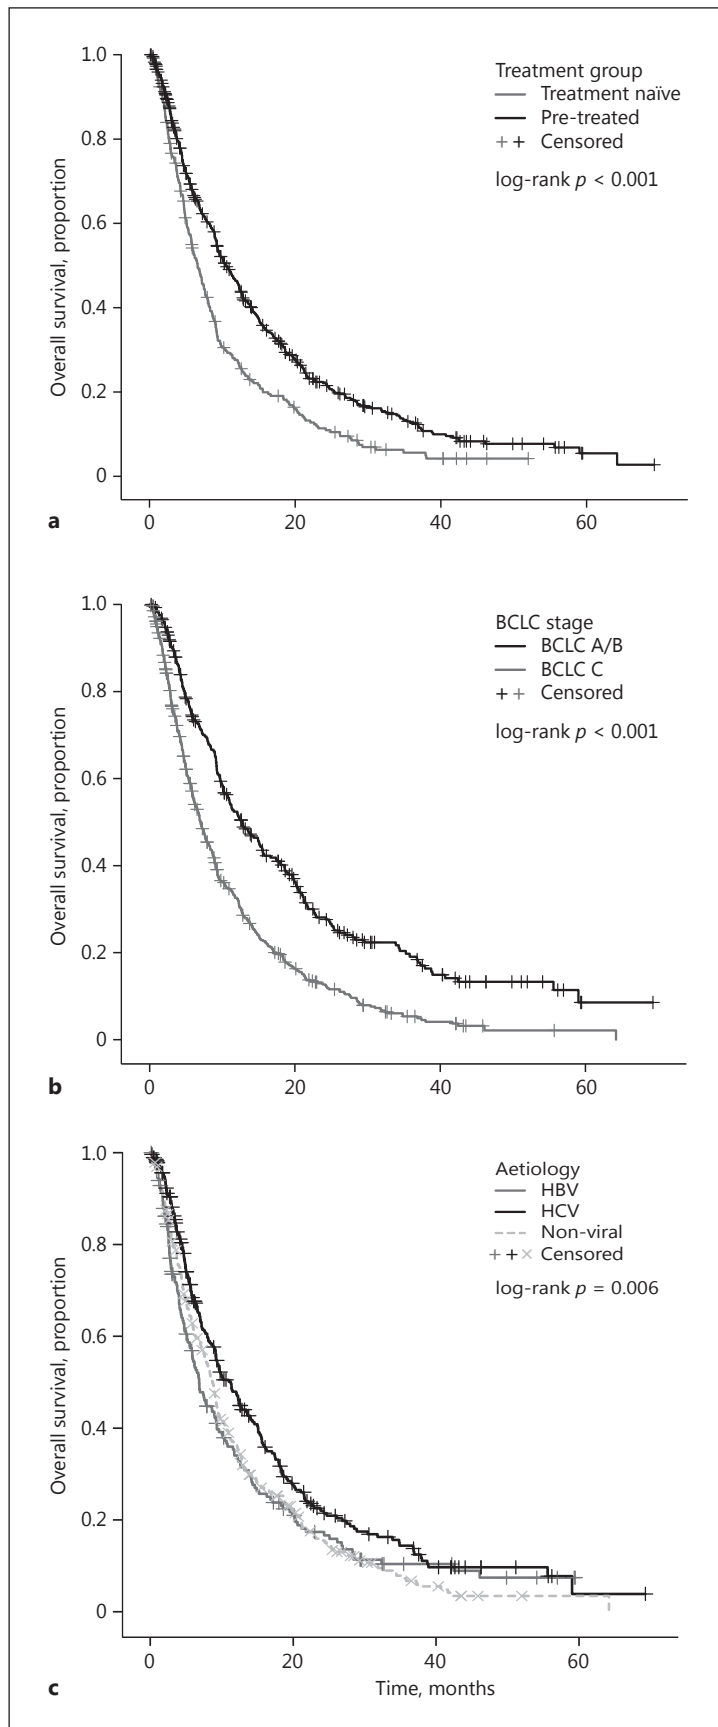 1.0
0.8
0.6
0.4
0.2
0
Overall survival, proportion
Treatment group
Treatment naïve
Pre-treated
Censored
log-rank p < 0.001
0 20 40 60
a
1.0
0.8
0.6
0.4
0.2
0
Overall survival, proportion
BCLC stage
BCLC A/B
BCLC C
Censored
log-rank p < 0.001
0 20 40 60
b
1.0
0.8
0.6
0.4
0.2
0
Overall survival, proportion
Aetiology
HBV
HCV
Non-viral
Censored
log-rank p = 0.006
0 20 40 60
c
Time, months